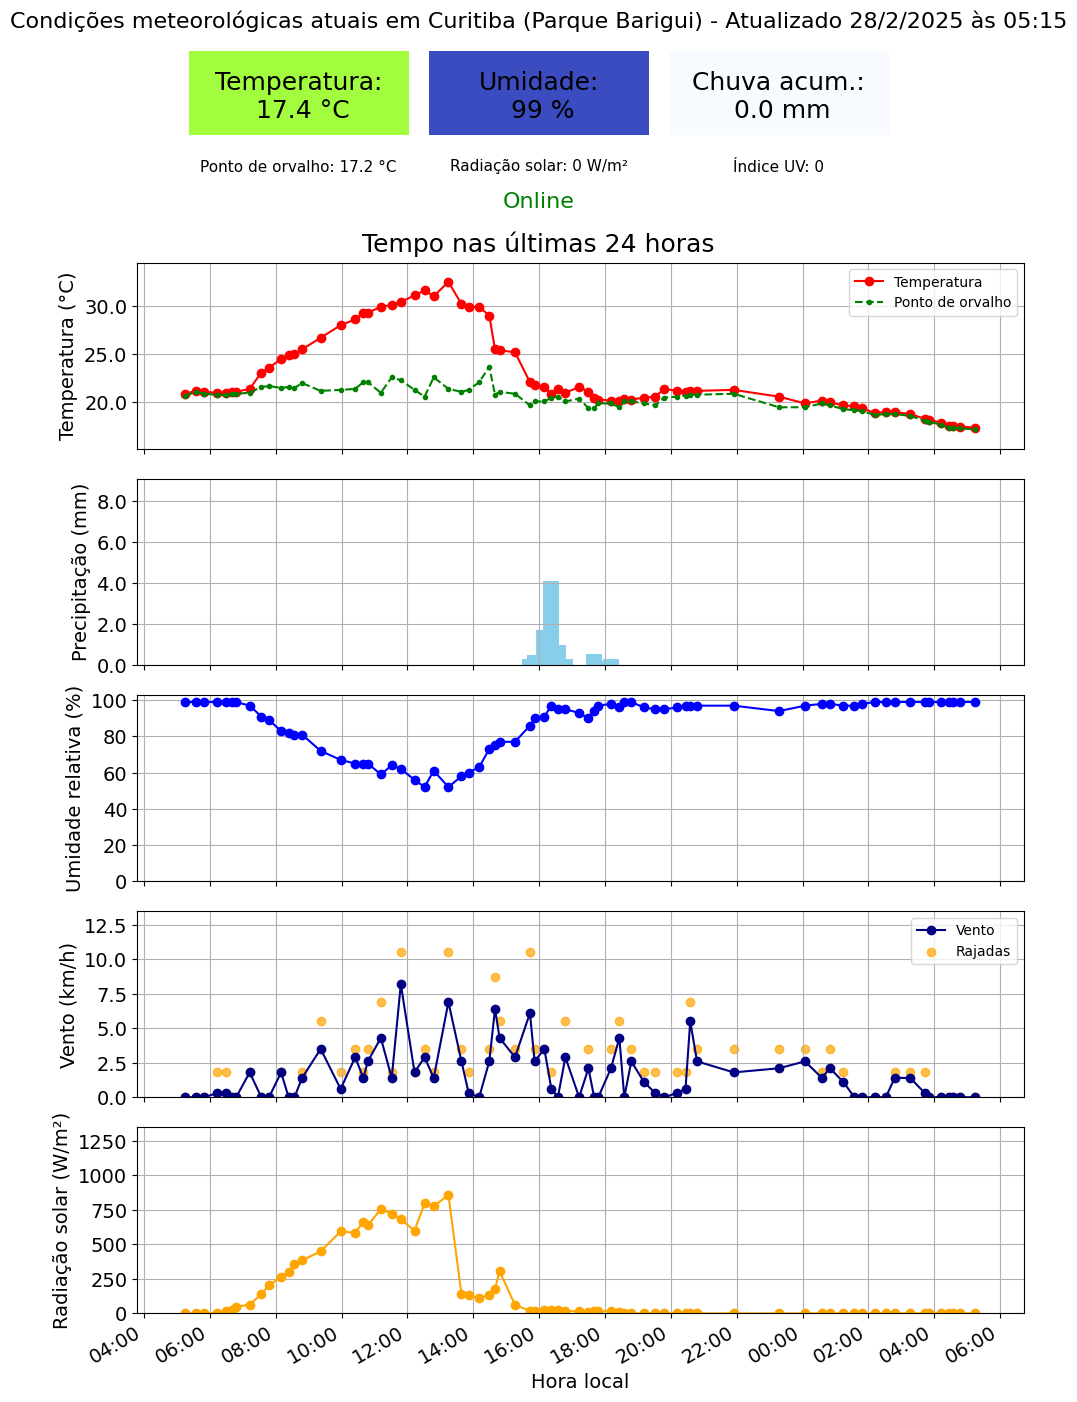 Condições meteorológicas atuais em Curitiba (Parque Barigui) - Atualizado 28/2/2025 às 05:15
Temperatura:
17.4 °C
Umidade:
99 %
Chuva acum.:
0.0 mm
Ponto de orvalho: 17.2 °C
Radiação solar: 0 W/m²
Índice UV: 0
Online
Tempo nas últimas 24 horas
Temperatura (°C)
30.0
25.0
20.0
Temperatura
Ponto de orvalho
Precipitação (mm)
8.0
6.0
4.0
2.0
0.0
Umidade relativa (%)
100
80
60
40
20
0
Vento (km/h)
12.5
10.0
7.5
5.0
2.5
0.0
Vento
Rajadas
Radiação solar (W/m²)
1250
1000
750
500
250
0
04:00
06:00
08:00
10:00
12:00
14:00
16:00
18:00
20:00
22:00
00:00
02:00
04:00
06:00
Hora local